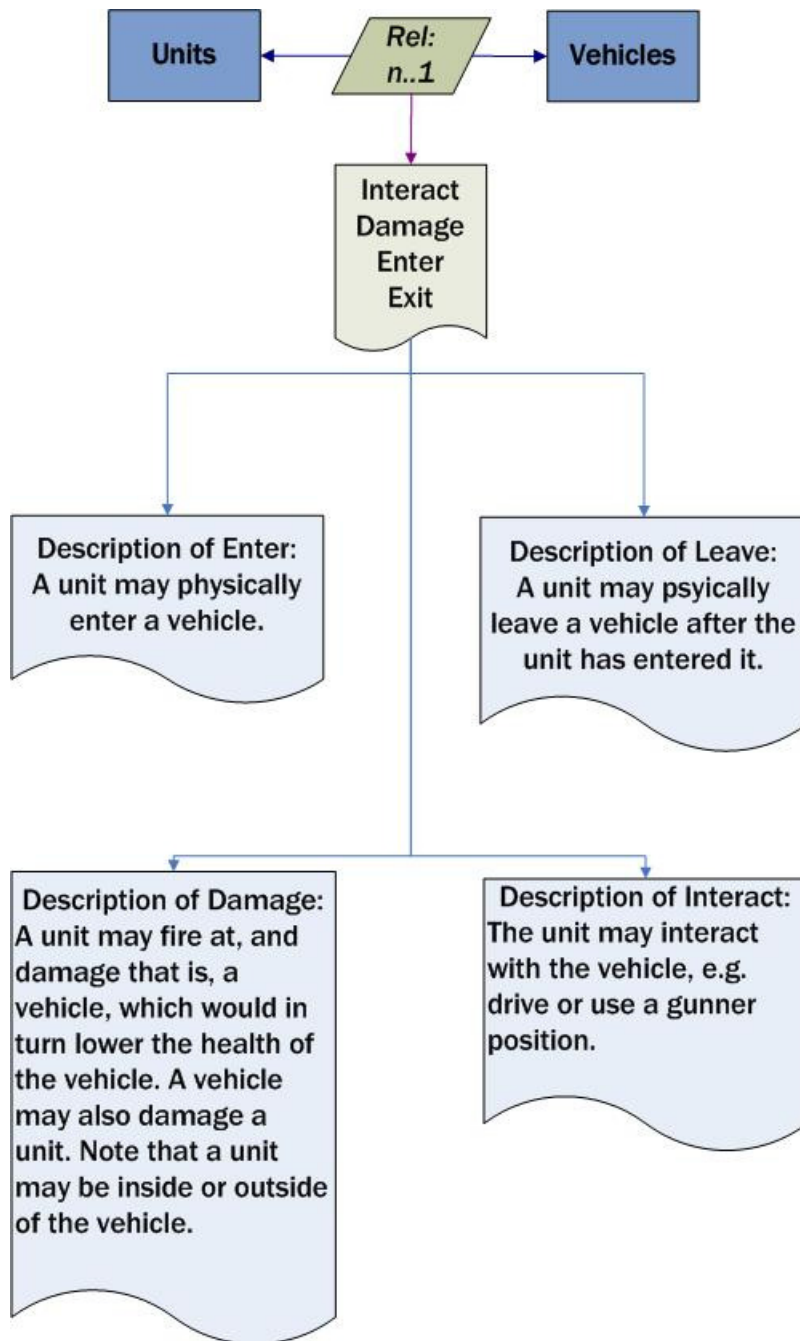 Units
Rel:
n..1
Vehicles
Interact
Damage
Enter
Exit
Description of Enter:
A unit may physically
enter a vehicle.
Description of Leave:
A unit may psyically
leave a vehicle after the
unit has entered it.
Description of Damage:
A unit may fire at, and
damage that is, a
vehicle, which would in
turn lower the health of
the vehicle. A vehicle
may also damage a
unit. Note that a unit
may be inside or outside
of the vehicle.
Description of Interact:
The unit may interact
with the vehicle, e.g.
drive or use a gunner
position.